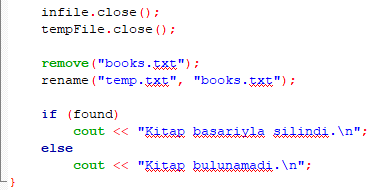 infile.close();
tempFile.close();
remove("books.txt");
rename("temp.txt", "books.txt");
if (found)
cout << "Kitap basariyla silindi.\n";
else
cout << "Kitap bulunamadi.\n";
}